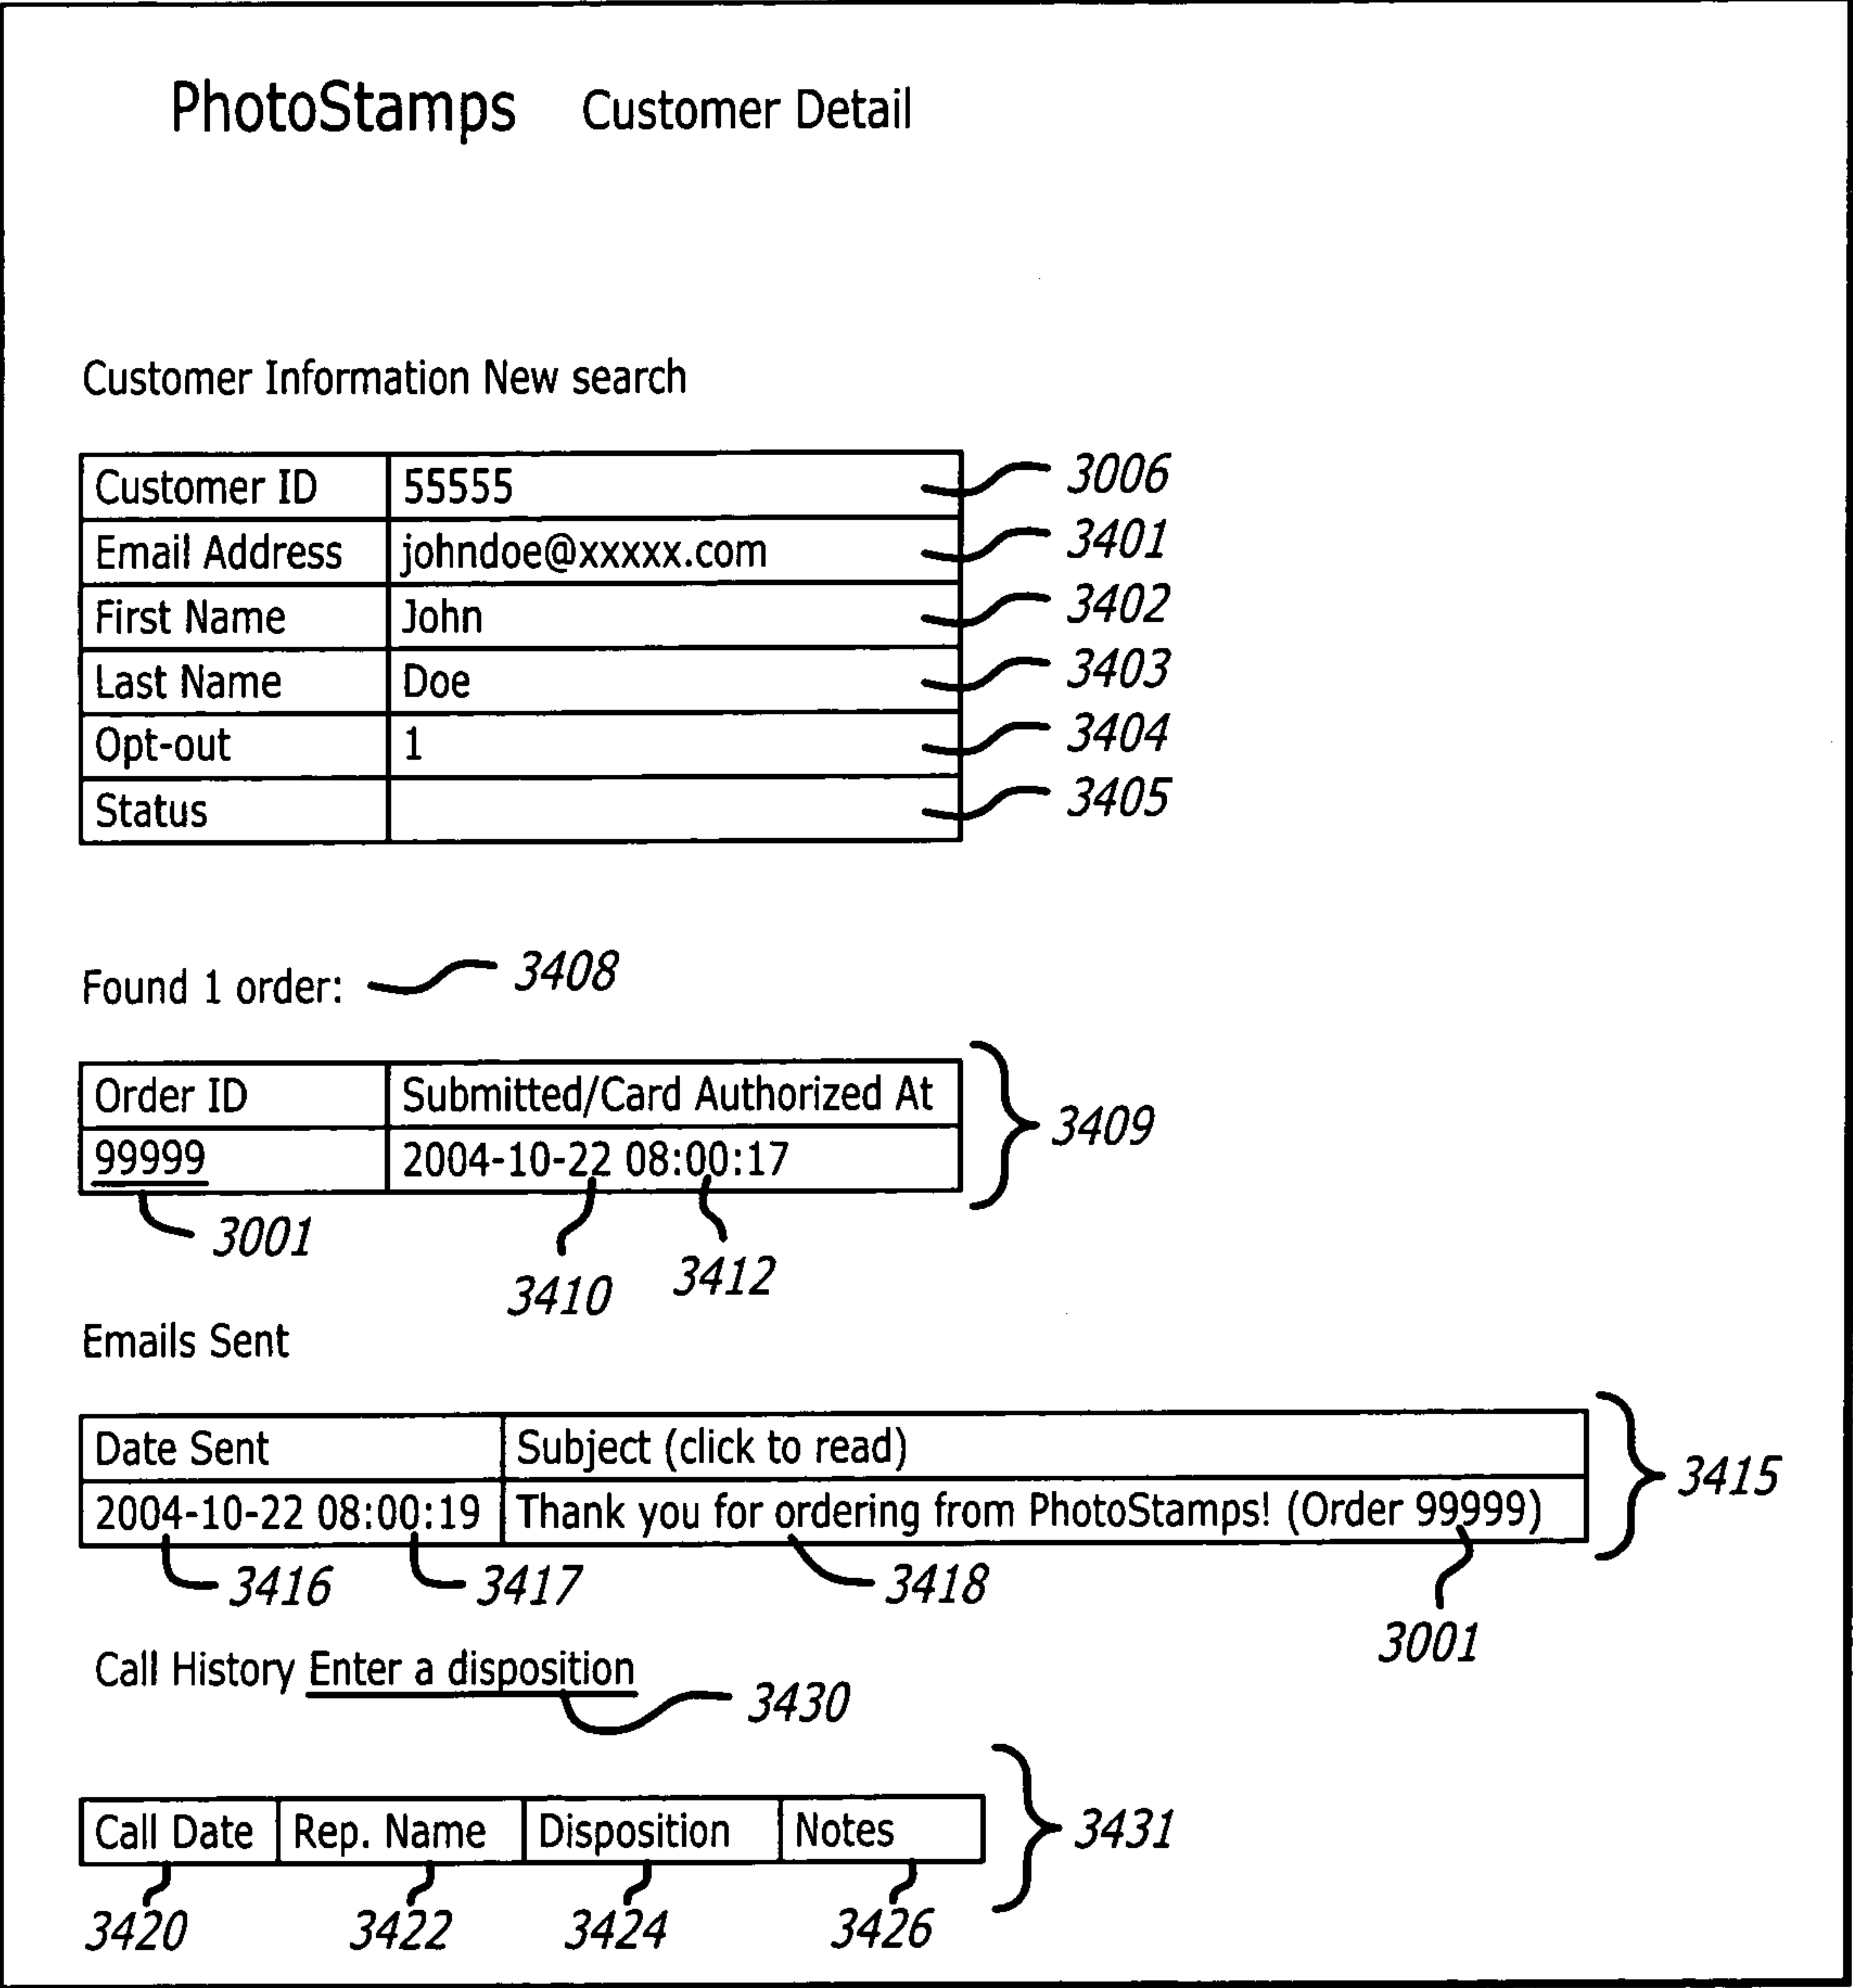 PhotoStamps Customer Detail
Customer Information New search
Customer ID 55555 3006
Email Address johndoe@xxxxx.com 3401
First Name John 3402
Last Name Doe 3403
Opt-out 1 3404
Status 3405
Found 1 order: 3408
Order ID Submitted/Card Authorized At
3409
99999 2004-10-22 08:00:17
3001 3410 3412
Emails Sent
Date Sent Subject (click to read)
3415
2004-10-22 08:00:19 Thank you for ordering from PhotoStamps! (Order 99999)
3416 3417 3418 3001
Call History Enter a disposition 3430
Call Date Rep. Name Disposition Notes 3431
3420 3422 3424 3426